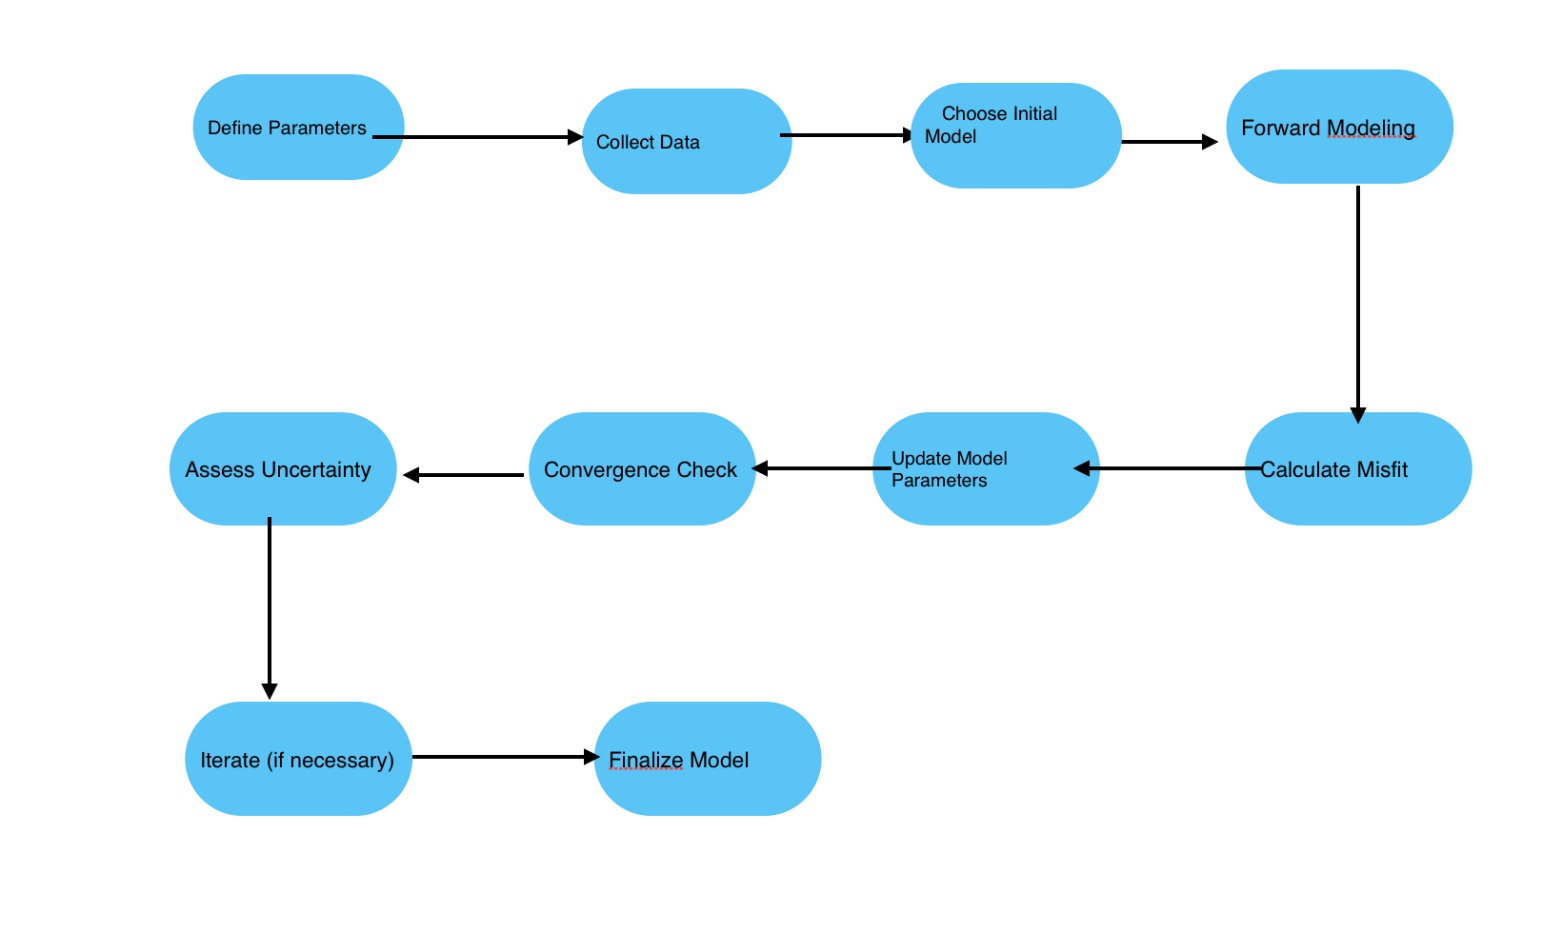 Define Parameters
Collect Data
Choose Initial
Model
Forward Modeling
Assess Uncertainty
Convergence Check
Update Model
Parameters
Calculate Misfit
Iterate (if necessary)
Finalize Model